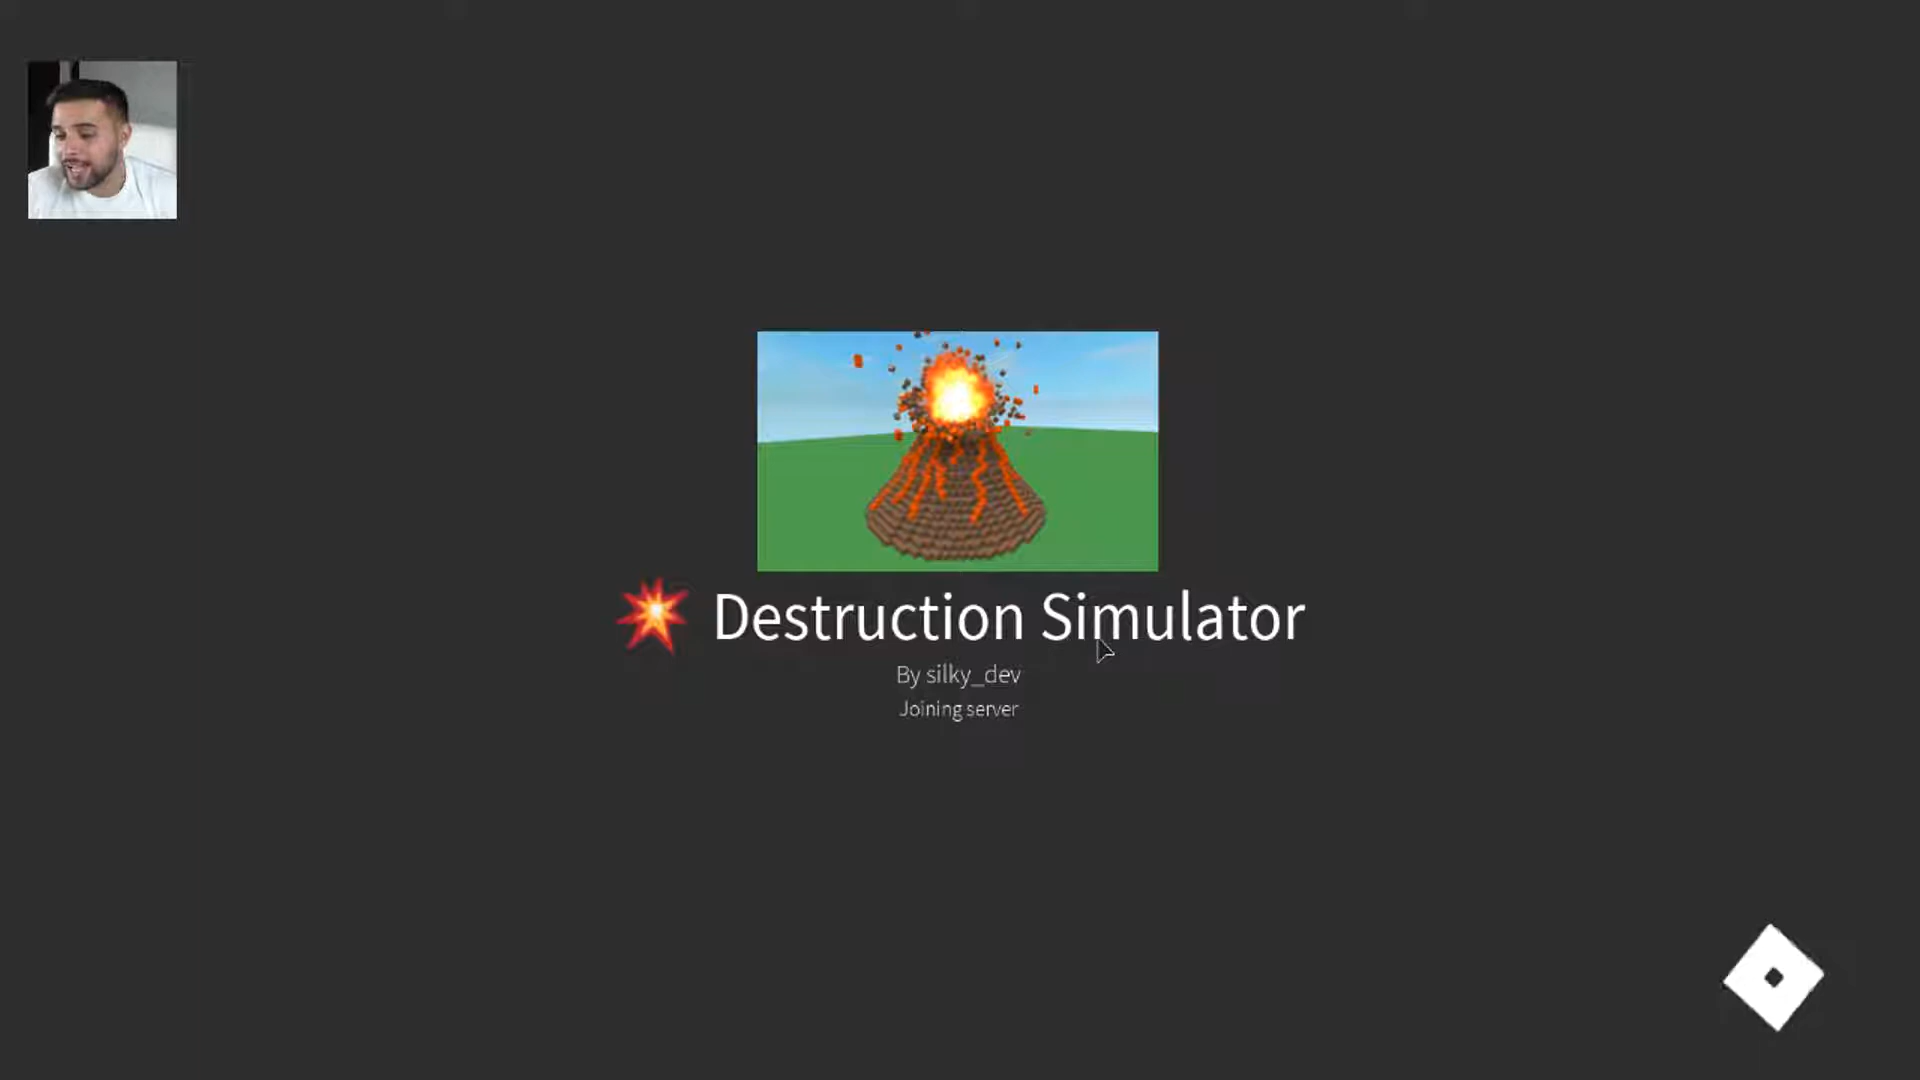 💥 Destruction Simulator
By silky_dev
Joining server